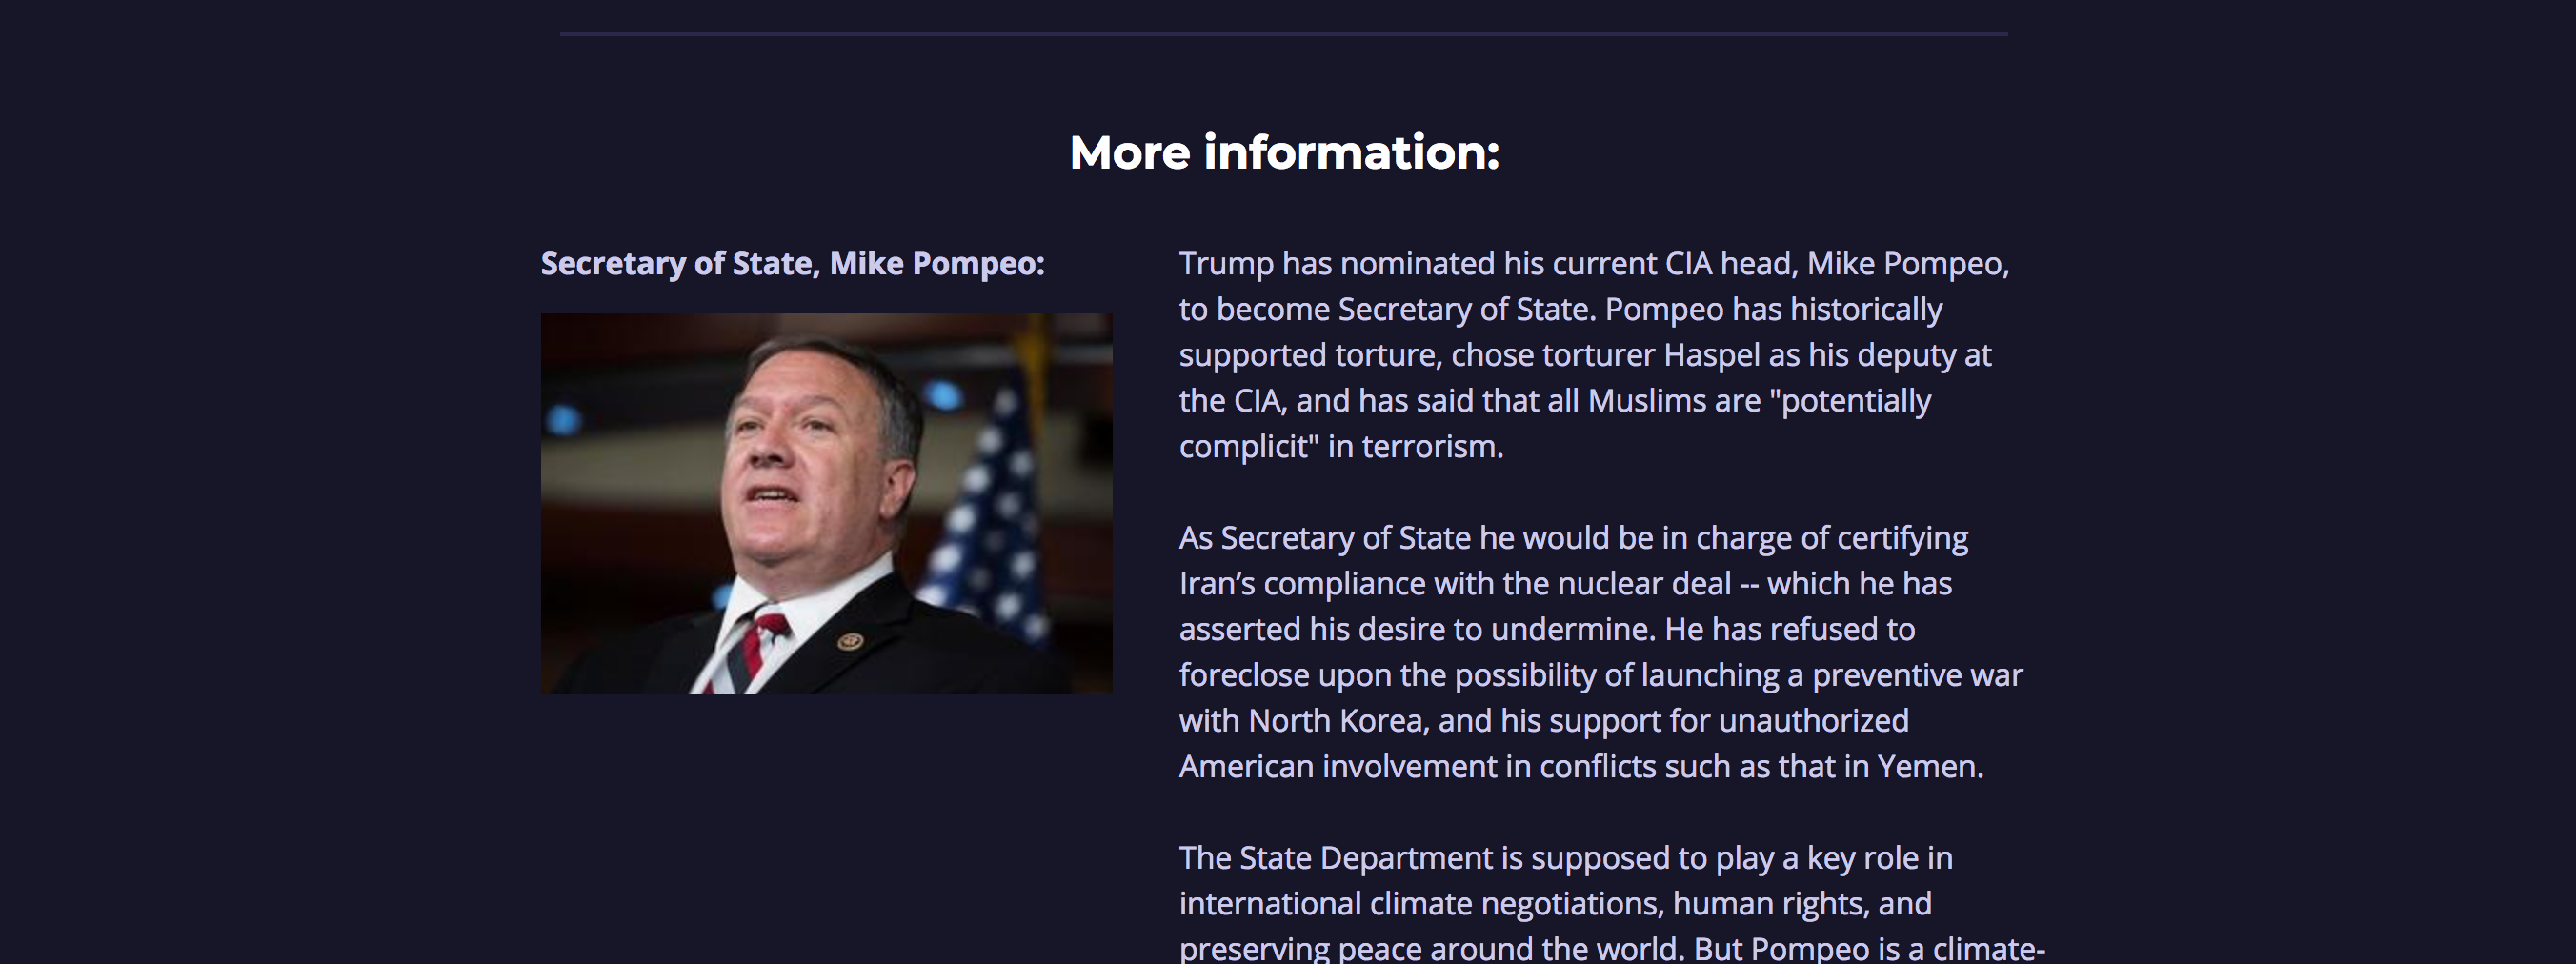 More information:
Secretary of State, Mike Pompeo:
Trump has nominated his current CIA head, Mike Pompeo,
to become Secretary of State. Pompeo has historically
supported torture, chose torturer Haspel as his deputy at
the CIA, and has said that all Muslims are "potentially
complicit" in terrorism.
As Secretary of State he would be in charge of certifying
Iran’s compliance with the nuclear deal -- which he has
asserted his desire to undermine. He has refused to
foreclose upon the possibility of launching a preventive war
with North Korea, and his support for unauthorized
American involvement in conflicts such as that in Yemen.
The State Department is supposed to play a key role in
international climate negotiations, human rights, and
preserving peace around the world. But Pompeo is a climate-